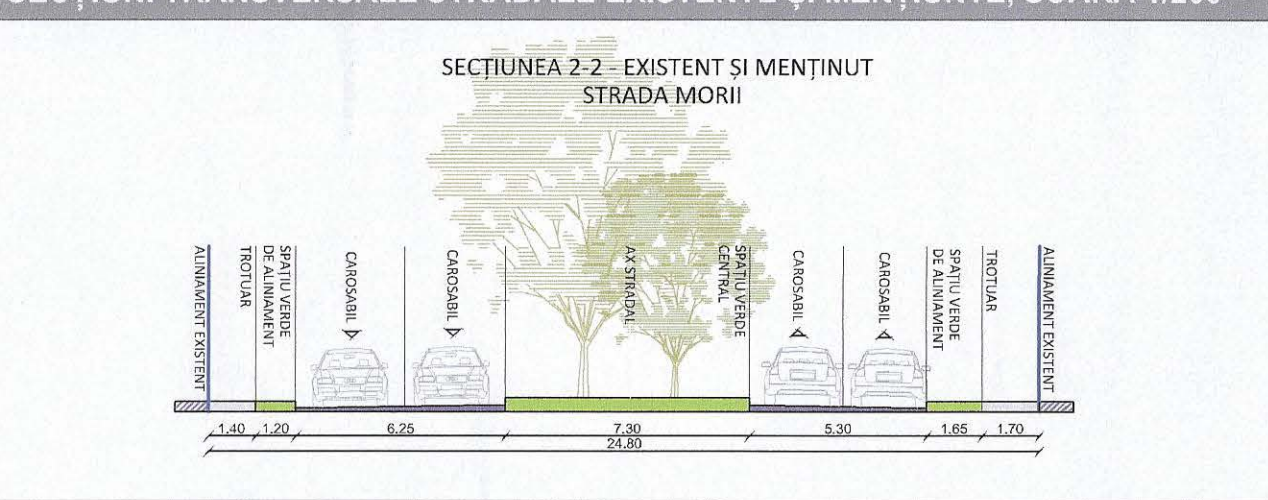 SECȚIUNEA 2-2 - EXISTENT ȘI MENȚINUT
STRADA MORII
ALINIAMENT EXISTENT
TROTUAR
SPAȚIU VERDE
DE ALINIAMENT
CAROSABIL
CAROSABIL
AX STRADAL
SPAȚIU VERDE
CENTRAL
CAROSABIL
CAROSABIL
SPAȚIU VERDE
DE ALINIAMENT
TROTUAR
ALINIAMENT EXISTENT
1.40 1.20 6.25 7.30 5.30 1.65 1.70
24.80